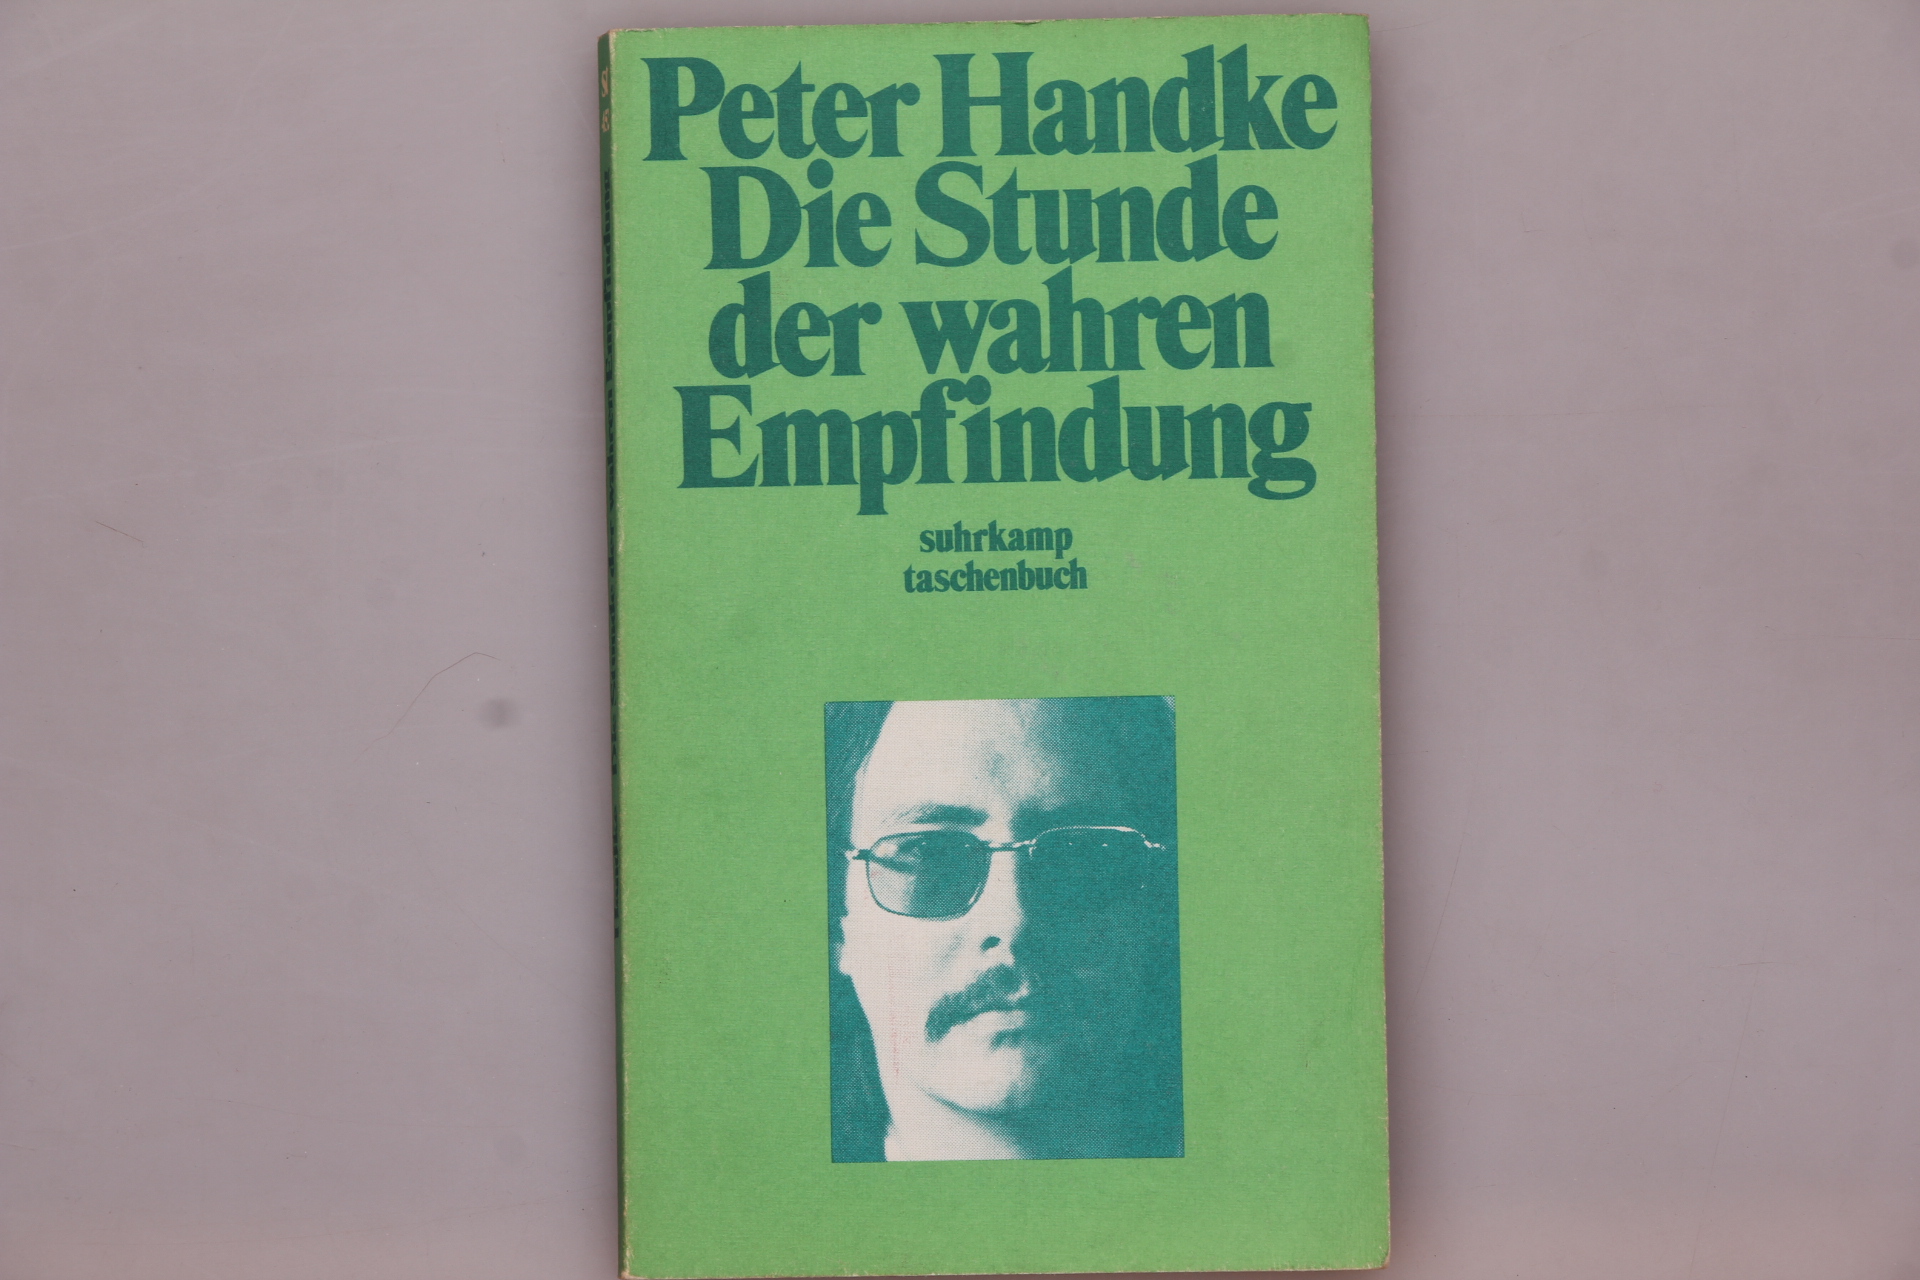 Peter Handke
Die Stunde
der wahren
Empfindung
suhrkamp
taschenbuch